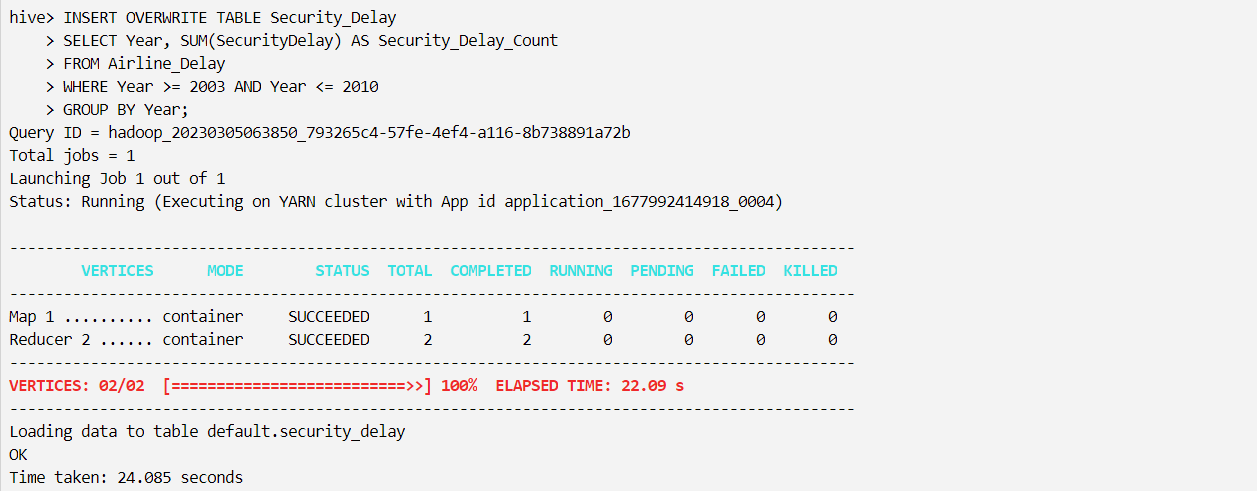 hive> INSERT OVERWRITE TABLE Security_Delay
    > SELECT Year, SUM(SecurityDelay) AS Security_Delay_Count
    > FROM Airline_Delay
    > WHERE Year >= 2003 AND Year <= 2010
    > GROUP BY Year;
Query ID = hadoop_20230305063850_793265c4-57fe-4ef4-a116-8b738891a72b
Total jobs = 1
Launching Job 1 out of 1
Status: Running (Executing on YARN cluster with App id application_1677992414918_0004)
----------------------------------------------------------------------------------------------
        VERTICES      MODE        STATUS  TOTAL  COMPLETED  RUNNING  PENDING  FAILED  KILLED
----------------------------------------------------------------------------------------------
Map 1 .......... container     SUCCEEDED      1          1        0        0       0       0
Reducer 2 ...... container     SUCCEEDED      2          2        0        0       0       0
----------------------------------------------------------------------------------------------
VERTICES: 02/02  [==========================>>] 100%  ELAPSED TIME: 22.09 s
----------------------------------------------------------------------------------------------
Loading data to table default.security_delay
OK
Time taken: 24.085 seconds